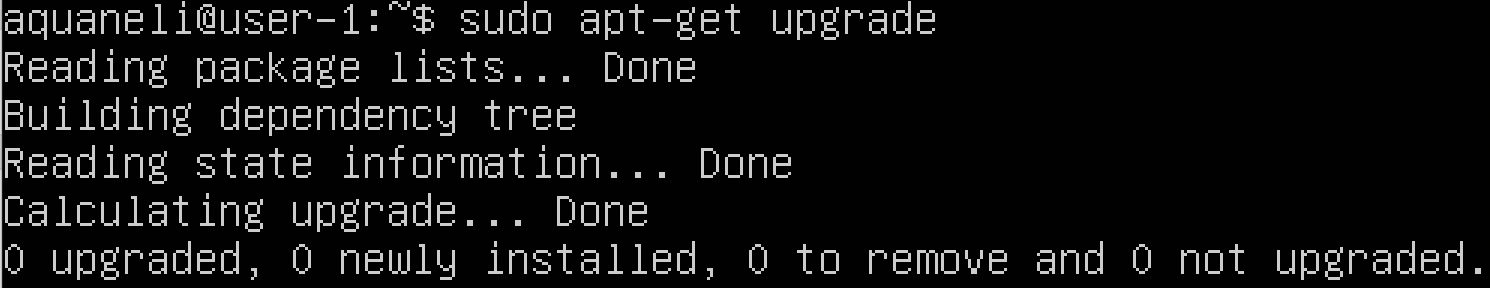 aquaneli@user-1:~$ sudo apt-get upgrade
Reading package lists... Done
Building dependency tree
Reading state information... Done
Calculating upgrade... Done
0 upgraded, 0 newly installed, 0 to remove and 0 not upgraded.